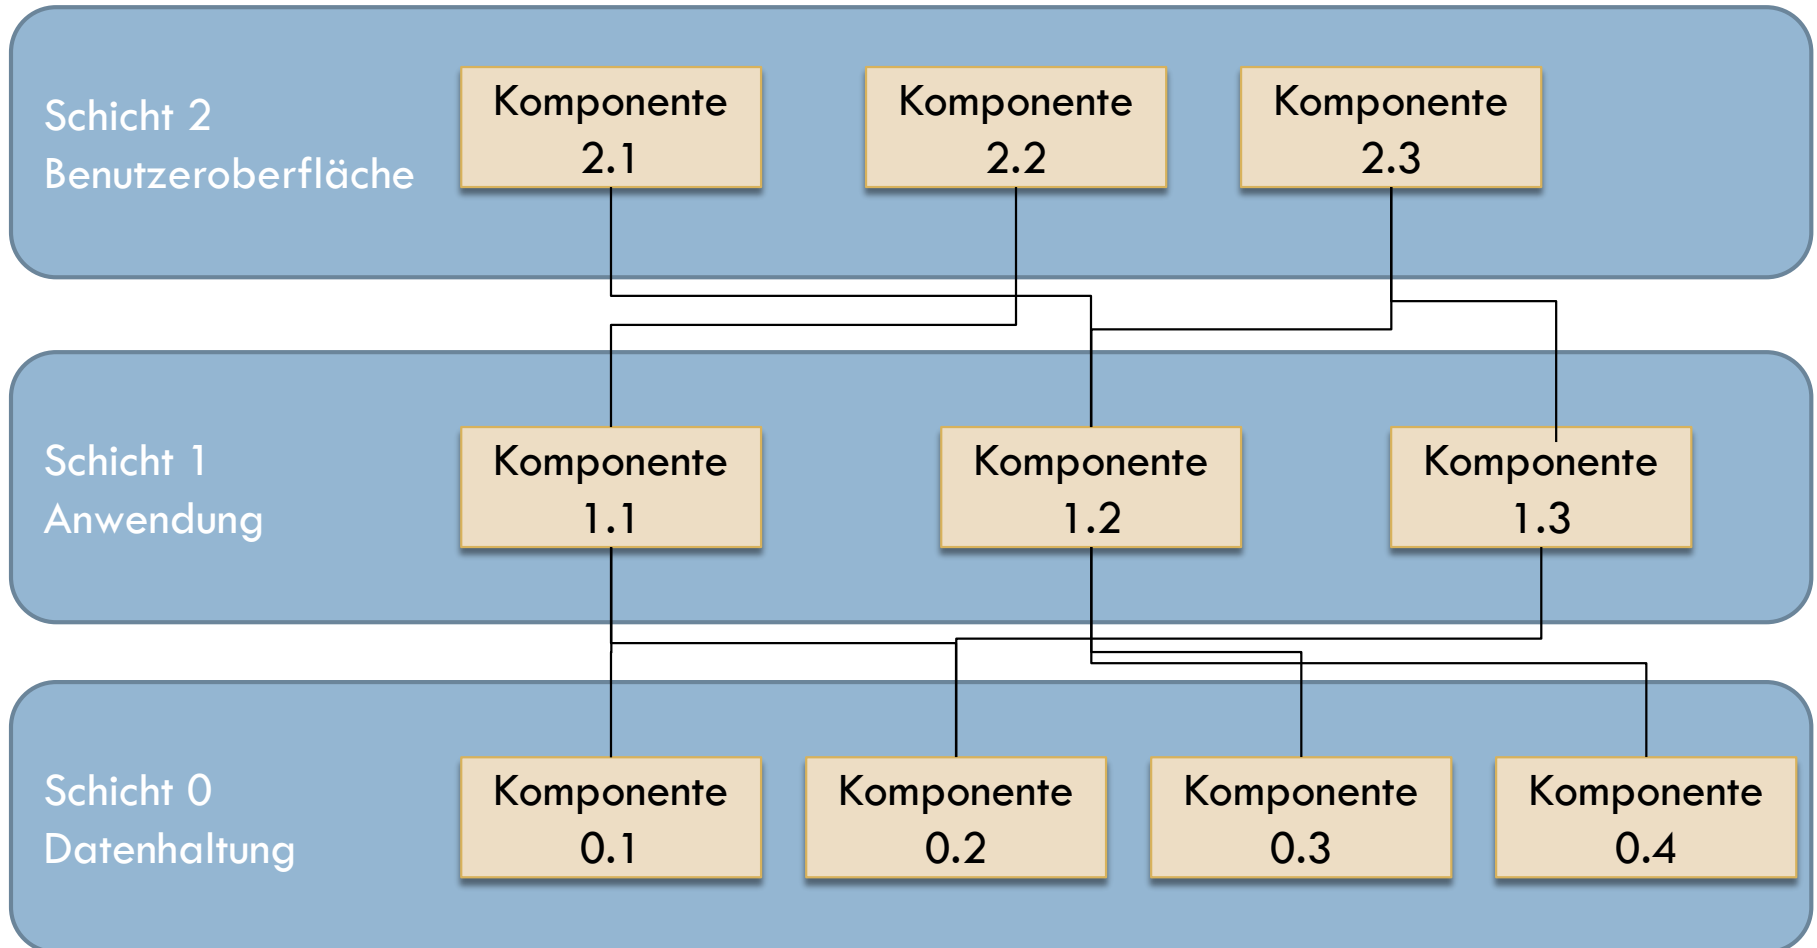 Schicht 2
Benutzeroberfläche
Komponente
2.1
Komponente
2.2
Komponente
2.3
Schicht 1
Anwendung
Komponente
1.1
Komponente
1.2
Komponente
1.3
Schicht 0
Datenhaltung
Komponente
0.1
Komponente
0.2
Komponente
0.3
Komponente
0.4